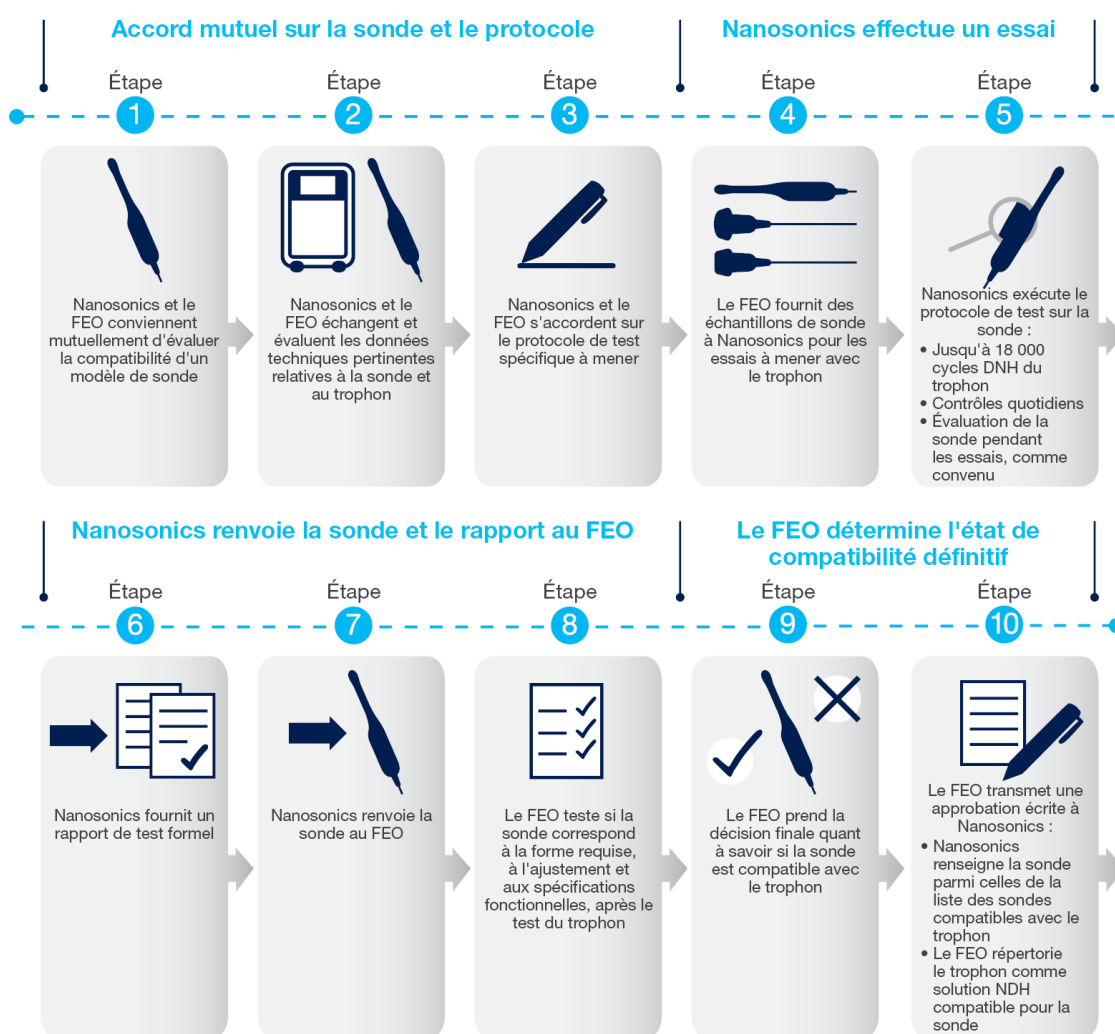 Accord mutuel sur la sonde et le protocole
Nanosonics effectue un essai
Étape
1
Nanosonics et le
FEO conviennent
mutuellement d'évaluer
la compatibilité d'un
modèle de sonde
Étape
2
Nanosonics et le
FEO échangent et
évaluent les données
techniques pertinentes
relatives à la sonde et
au trophon
Étape
3
Nanosonics et le
FEO s'accordent sur
le protocole de test
spécifique à mener
Étape
4
Le FEO fournit des
échantillons de sonde
à Nanosonics pour les
essais à mener avec
le trophon
Étape
5
Nanosonics exécute le
protocole de test sur la
sonde :
• Jusqu'à 18 000
cycles DNH du
trophon
• Contrôles quotidiens
• Évaluation de la
sonde pendant
les essais, comme
convenu
Nanosonics renvoie la sonde et le rapport au FEO
Le FEO détermine l'état de
compatibilité définitif
Étape
6
Nanosonics fournit un
rapport de test formel
Étape
7
Nanosonics renvoie la
sonde au FEO
Étape
8
Le FEO teste si la
sonde correspond
à la forme requise,
à l'ajustement et
aux spécifications
fonctionnelles, après le
test du trophon
Étape
9
Le FEO prend la
décision finale quant
à savoir si la sonde
est compatible avec
le trophon
Étape
10
Le FEO transmet une
approbation écrite à
Nanosonics :
• Nanosonics
renseigne la sonde
parmi celles de la
liste des sondes
compatibles avec le
trophon
• Le FEO répertorie
le trophon comme
solution NDH
compatible pour la
sonde